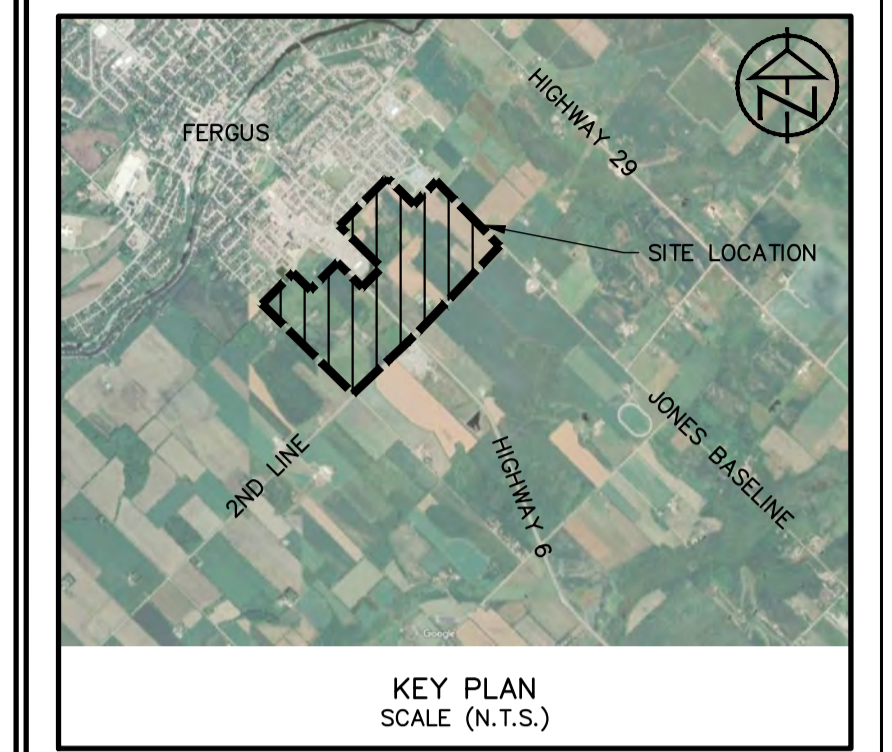 HIGHWAY 29
N
FERGUS
SITE LOCATION
JONES BASELINE
2ND LINE
HIGHWAY 6
Google
KEY PLAN
SCALE (N.T.S.)